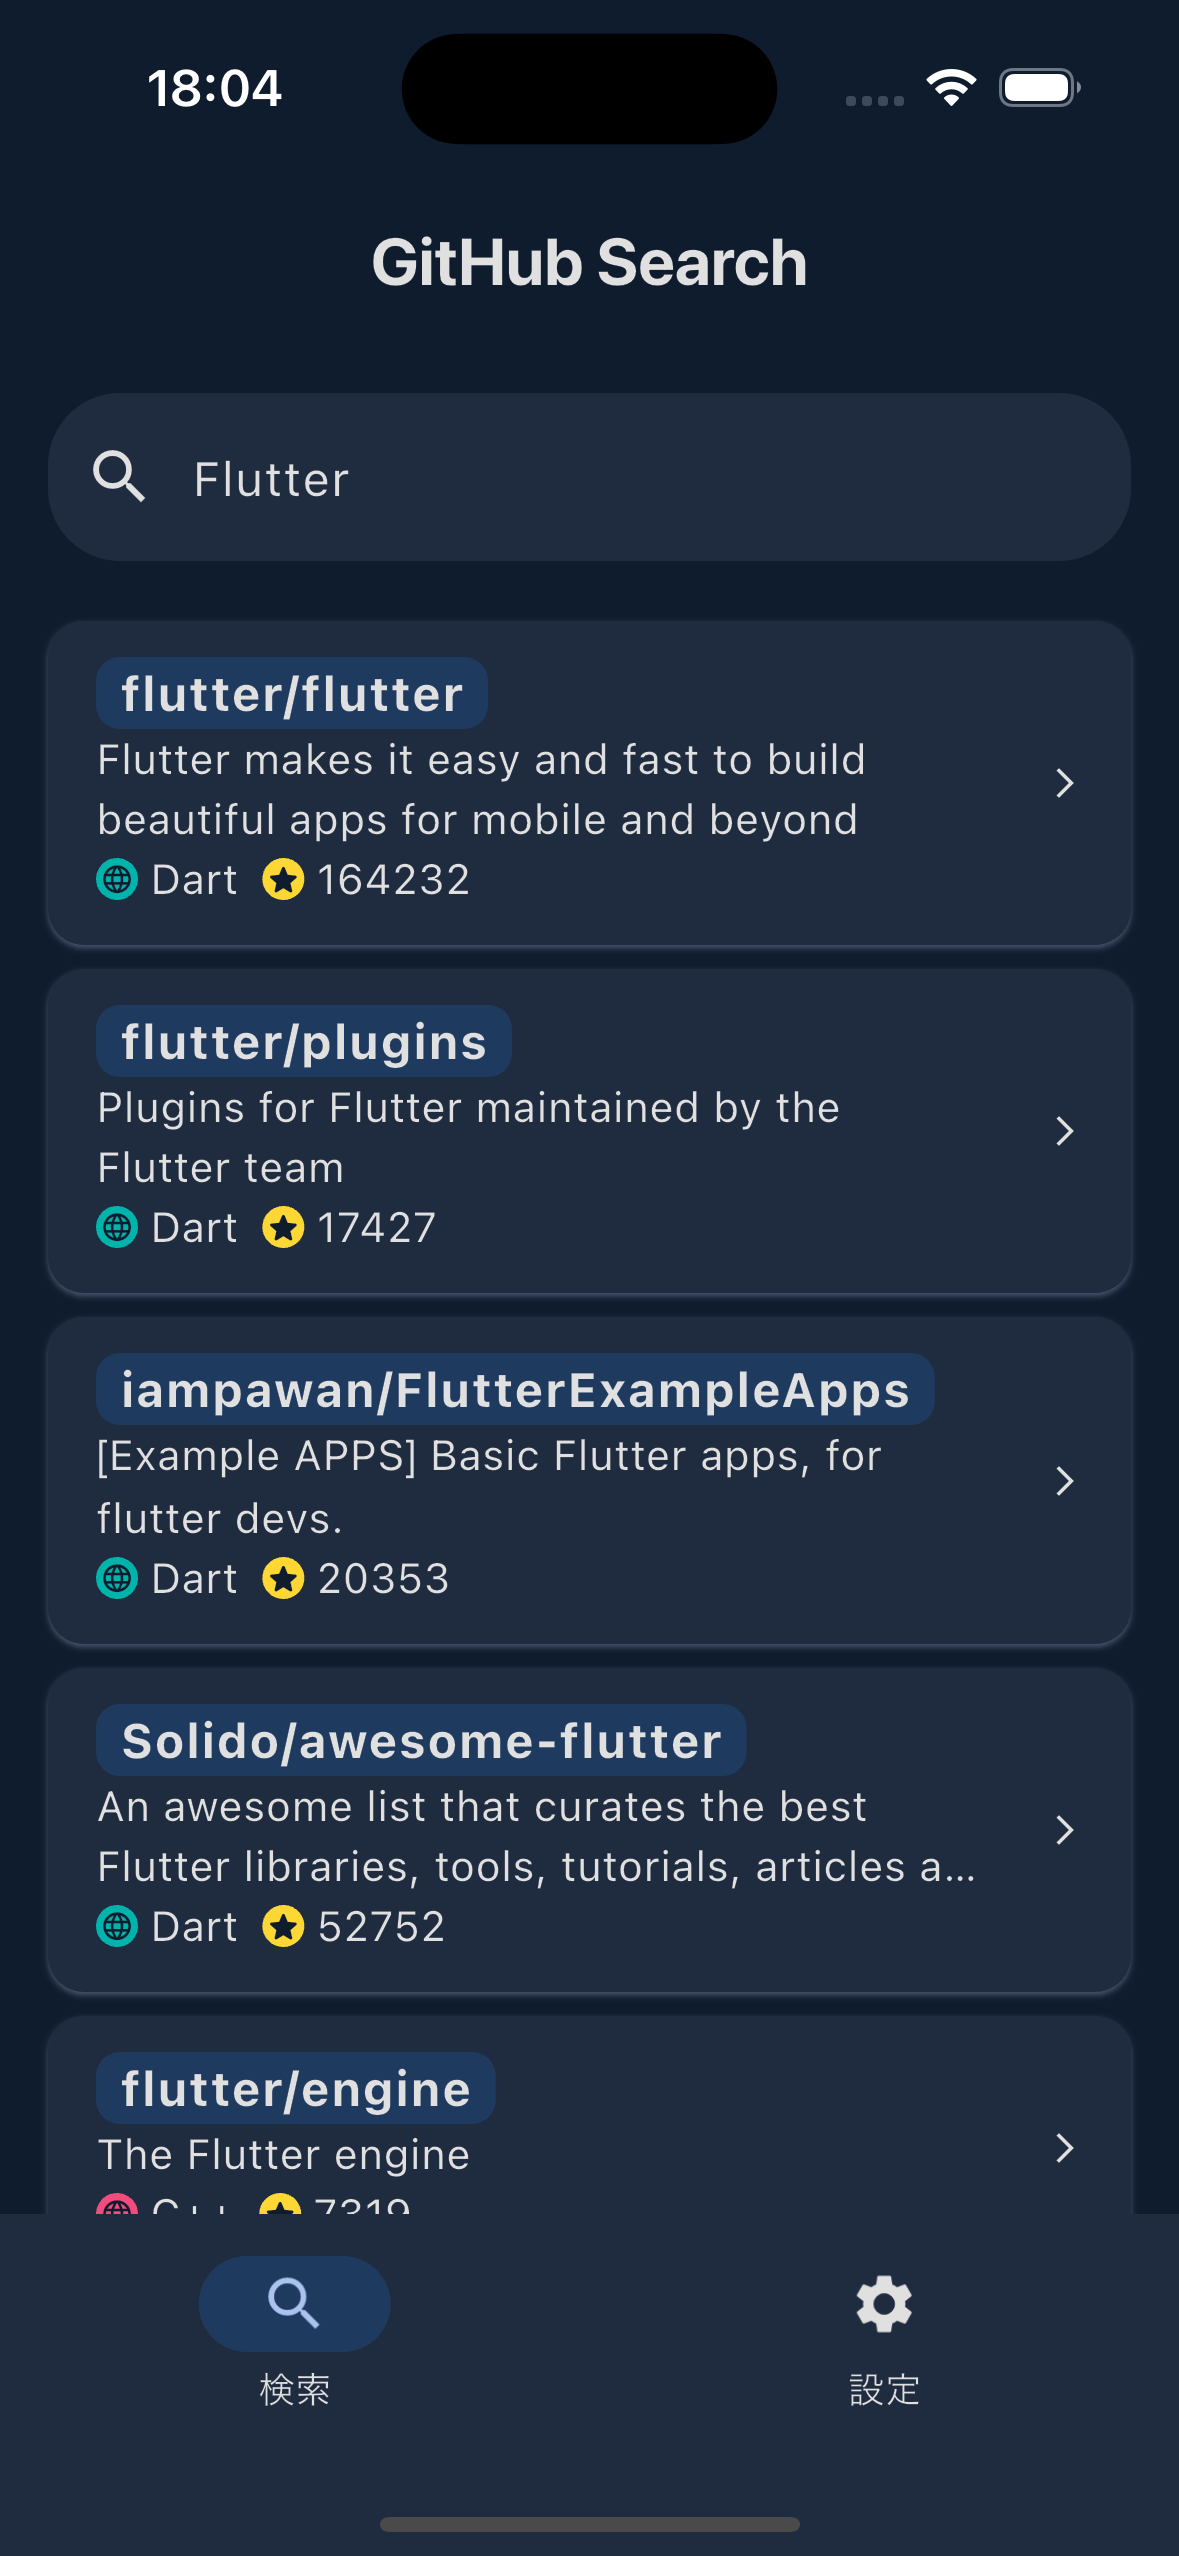 18:04
GitHub Search
Flutter
flutter/flutter
Flutter makes it easy and fast to build
beautiful apps for mobile and beyond
Dart 164232
flutter/plugins
Plugins for Flutter maintained by the
Flutter team
Dart 17427
iampawan/FlutterExampleApps
[Example APPS] Basic Flutter apps, for
flutter devs.
Dart 20353
Solido/awesome-flutter
An awesome list that curates the best
Flutter libraries, tools, tutorials, articles a...
Dart 52752
flutter/engine
The Flutter engine
C++ 7319
検索
設定